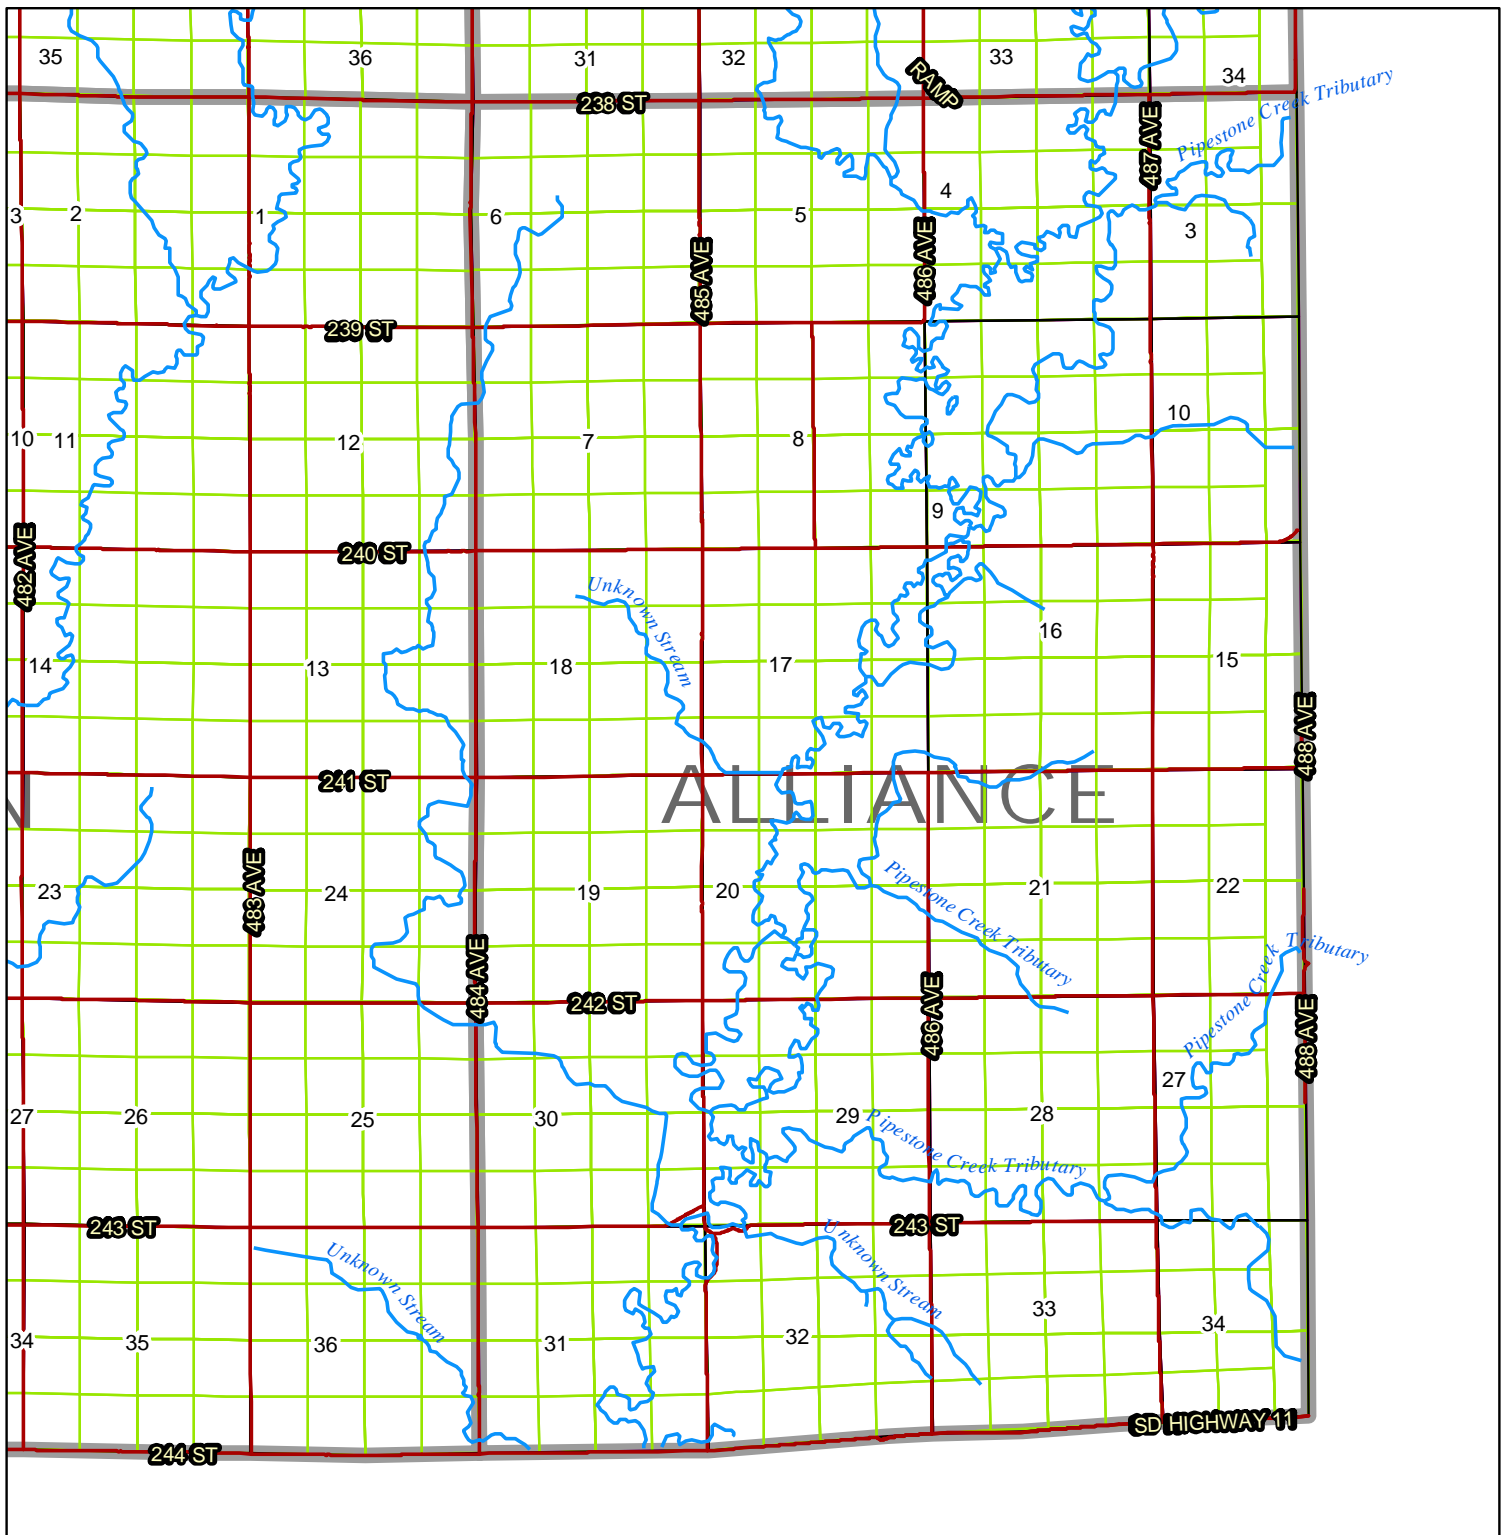 35
36
31
32
33
34
RAMP
238 ST
487 AVE
Pipestone Creek Tributary
3
2
1
6
5
4
3
485 AVE
486 AVE
239 ST
10
11
12
7
8
10
9
482 AVE
240 ST
Unknown Stream
14
13
18
17
16
15
488 AVE
241 ST
N
ALLIANCE
23
483 AVE
24
19
20
21
22
Pipestone Creek Tributary
Pipestone Creek Tributary
484 AVE
242 ST
486 AVE
488 AVE
27
27
26
25
30
29
28
Pipestone Creek Tributary
243 ST
243 ST
Unknown Stream
Unknown Stream
34
35
36
31
32
33
34
244 ST
SD HIGHWAY 11